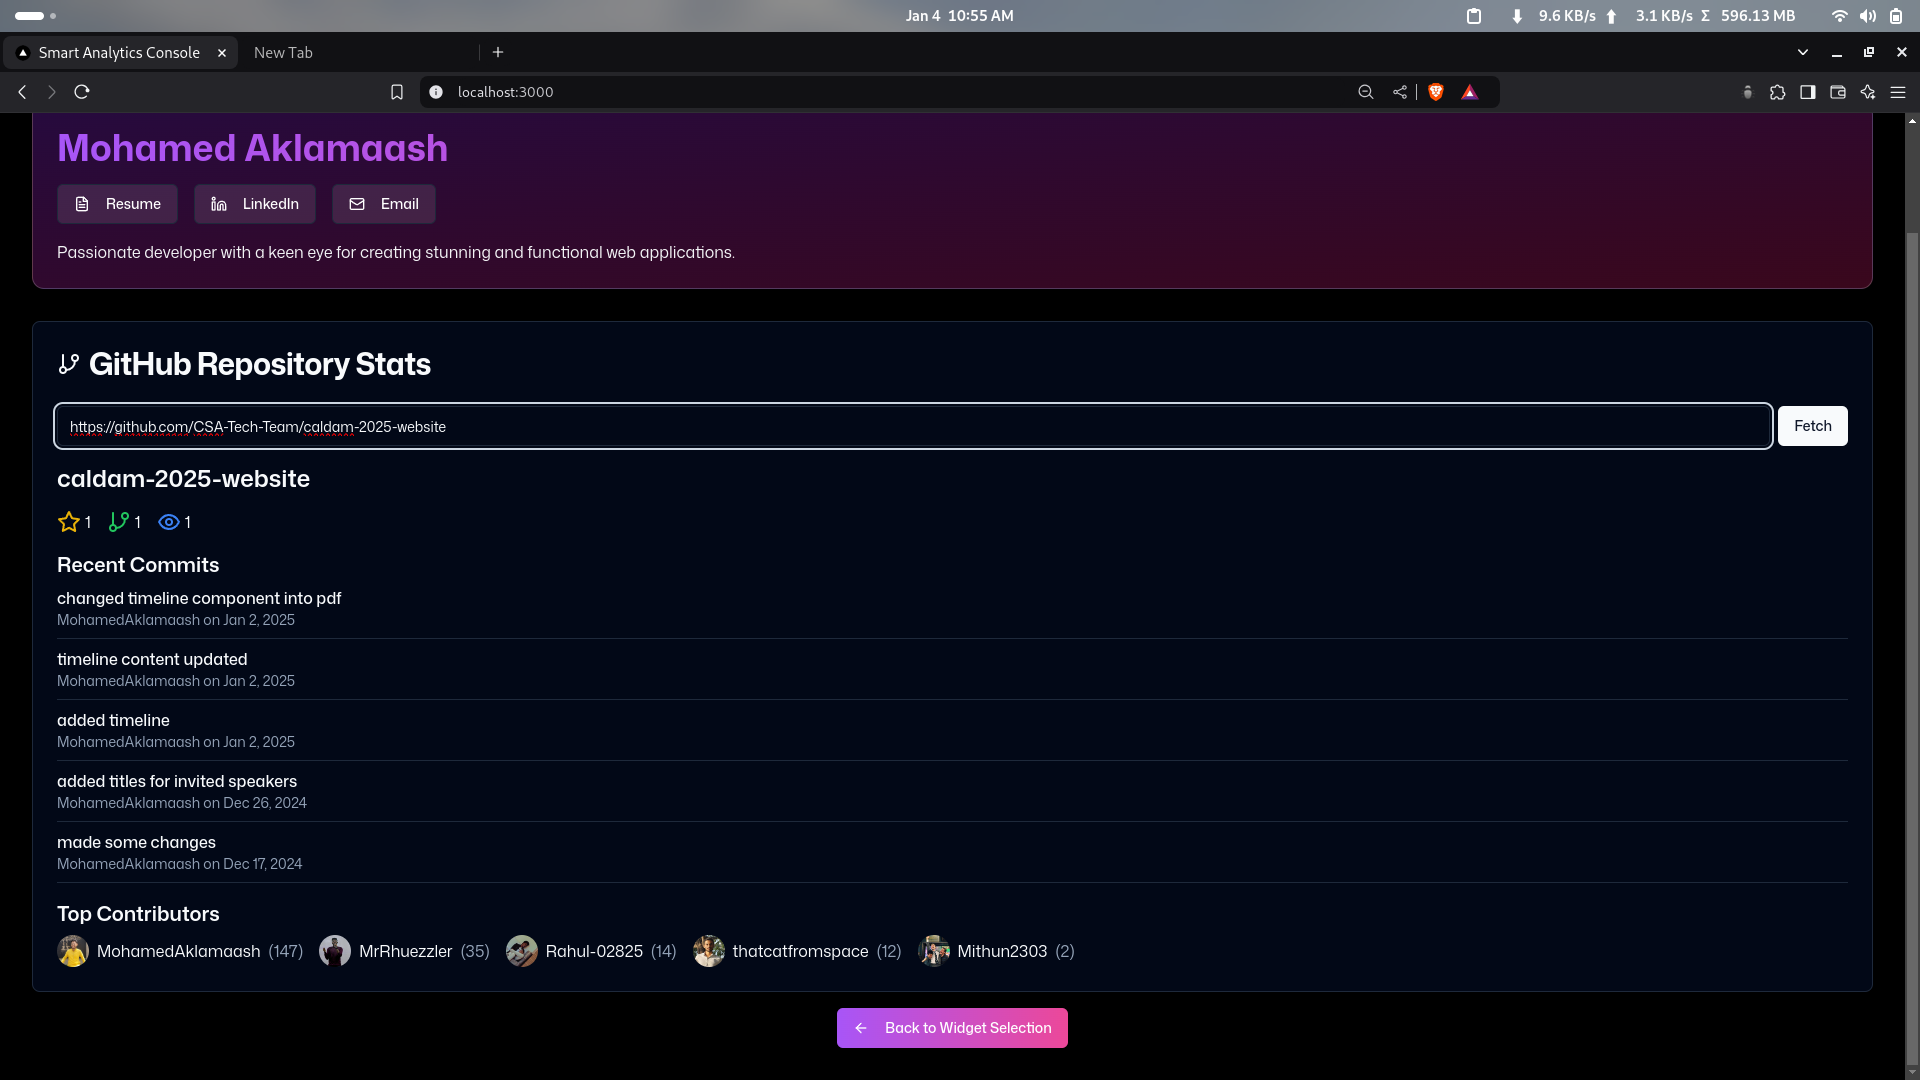 Jan 4 10:55 AM
9.6 KB/s 3.1 KB/s Σ 596.13 MB
Smart Analytics Console
New Tab
localhost:3000
Mohamed Aklamaash
Resume
LinkedIn
Email
Passionate developer with a keen eye for creating stunning and functional web applications.
GitHub Repository Stats
https://github.com/CSA-Tech-Team/caldam-2025-website
Fetch
caldam-2025-website
1 1 1
Recent Commits
changed timeline component into pdf
MohamedAklamaash on Jan 2, 2025
timeline content updated
MohamedAklamaash on Jan 2, 2025
added timeline
MohamedAklamaash on Jan 2, 2025
added titles for invited speakers
MohamedAklamaash on Dec 26, 2024
made some changes
MohamedAklamaash on Dec 17, 2024
Top Contributors
MohamedAklamaash (147) MrRhuezzler (35) Rahul-02825 (14) thatcatfromspace (12) Mithun2303 (2)
Back to Widget Selection